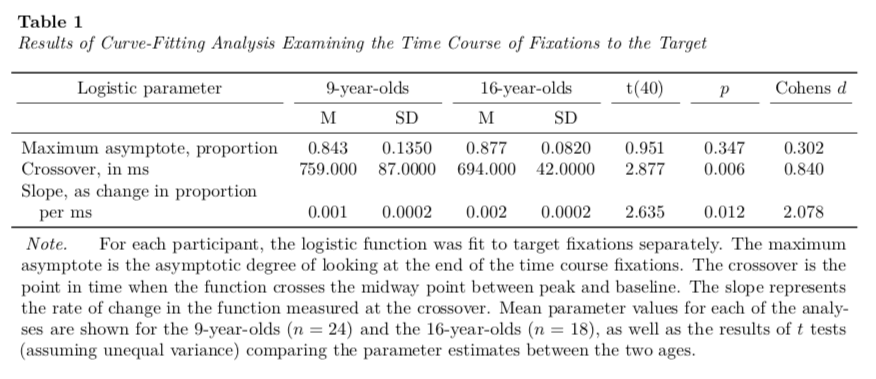 Table 1
Results of Curve-Fitting Analysis Examining the Time Course of Fixations to the Target
Logistic parameter 9-year-olds 16-year-olds t(40) p Cohens d
M SD M SD
Maximum asymptote, proportion 0.843 0.1350 0.877 0.0820 0.951 0.347 0.302
Crossover, in ms 759.000 87.0000 694.000 42.0000 2.877 0.006 0.840
Slope, as change in proportion
per ms 0.001 0.0002 0.002 0.0002 2.635 0.012 2.078
Note. For each participant, the logistic function was fit to target fixations separately. The maximum
asymptote is the asymptotic degree of looking at the end of the time course fixations. The crossover is the
point in time when the function crosses the midway point between peak and baseline. The slope represents
the rate of change in the function measured at the crossover. Mean parameter values for each of the analy-
ses are shown for the 9-year-olds (n = 24) and the 16-year-olds (n = 18), as well as the results of t tests
(assuming unequal variance) comparing the parameter estimates between the two ages.